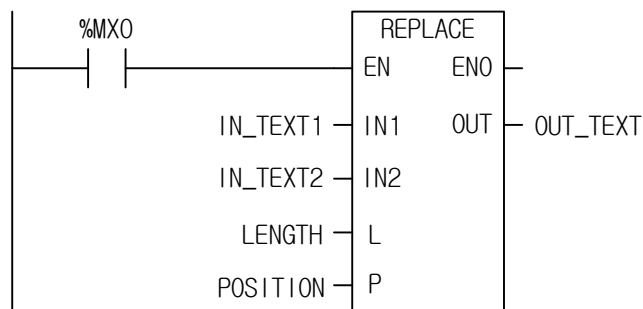 %MX0 REPLACE
EN ENO
IN_TEXT1 IN1 OUT OUT_TEXT
IN_TEXT2 IN2
LENGTH L
POSITION P